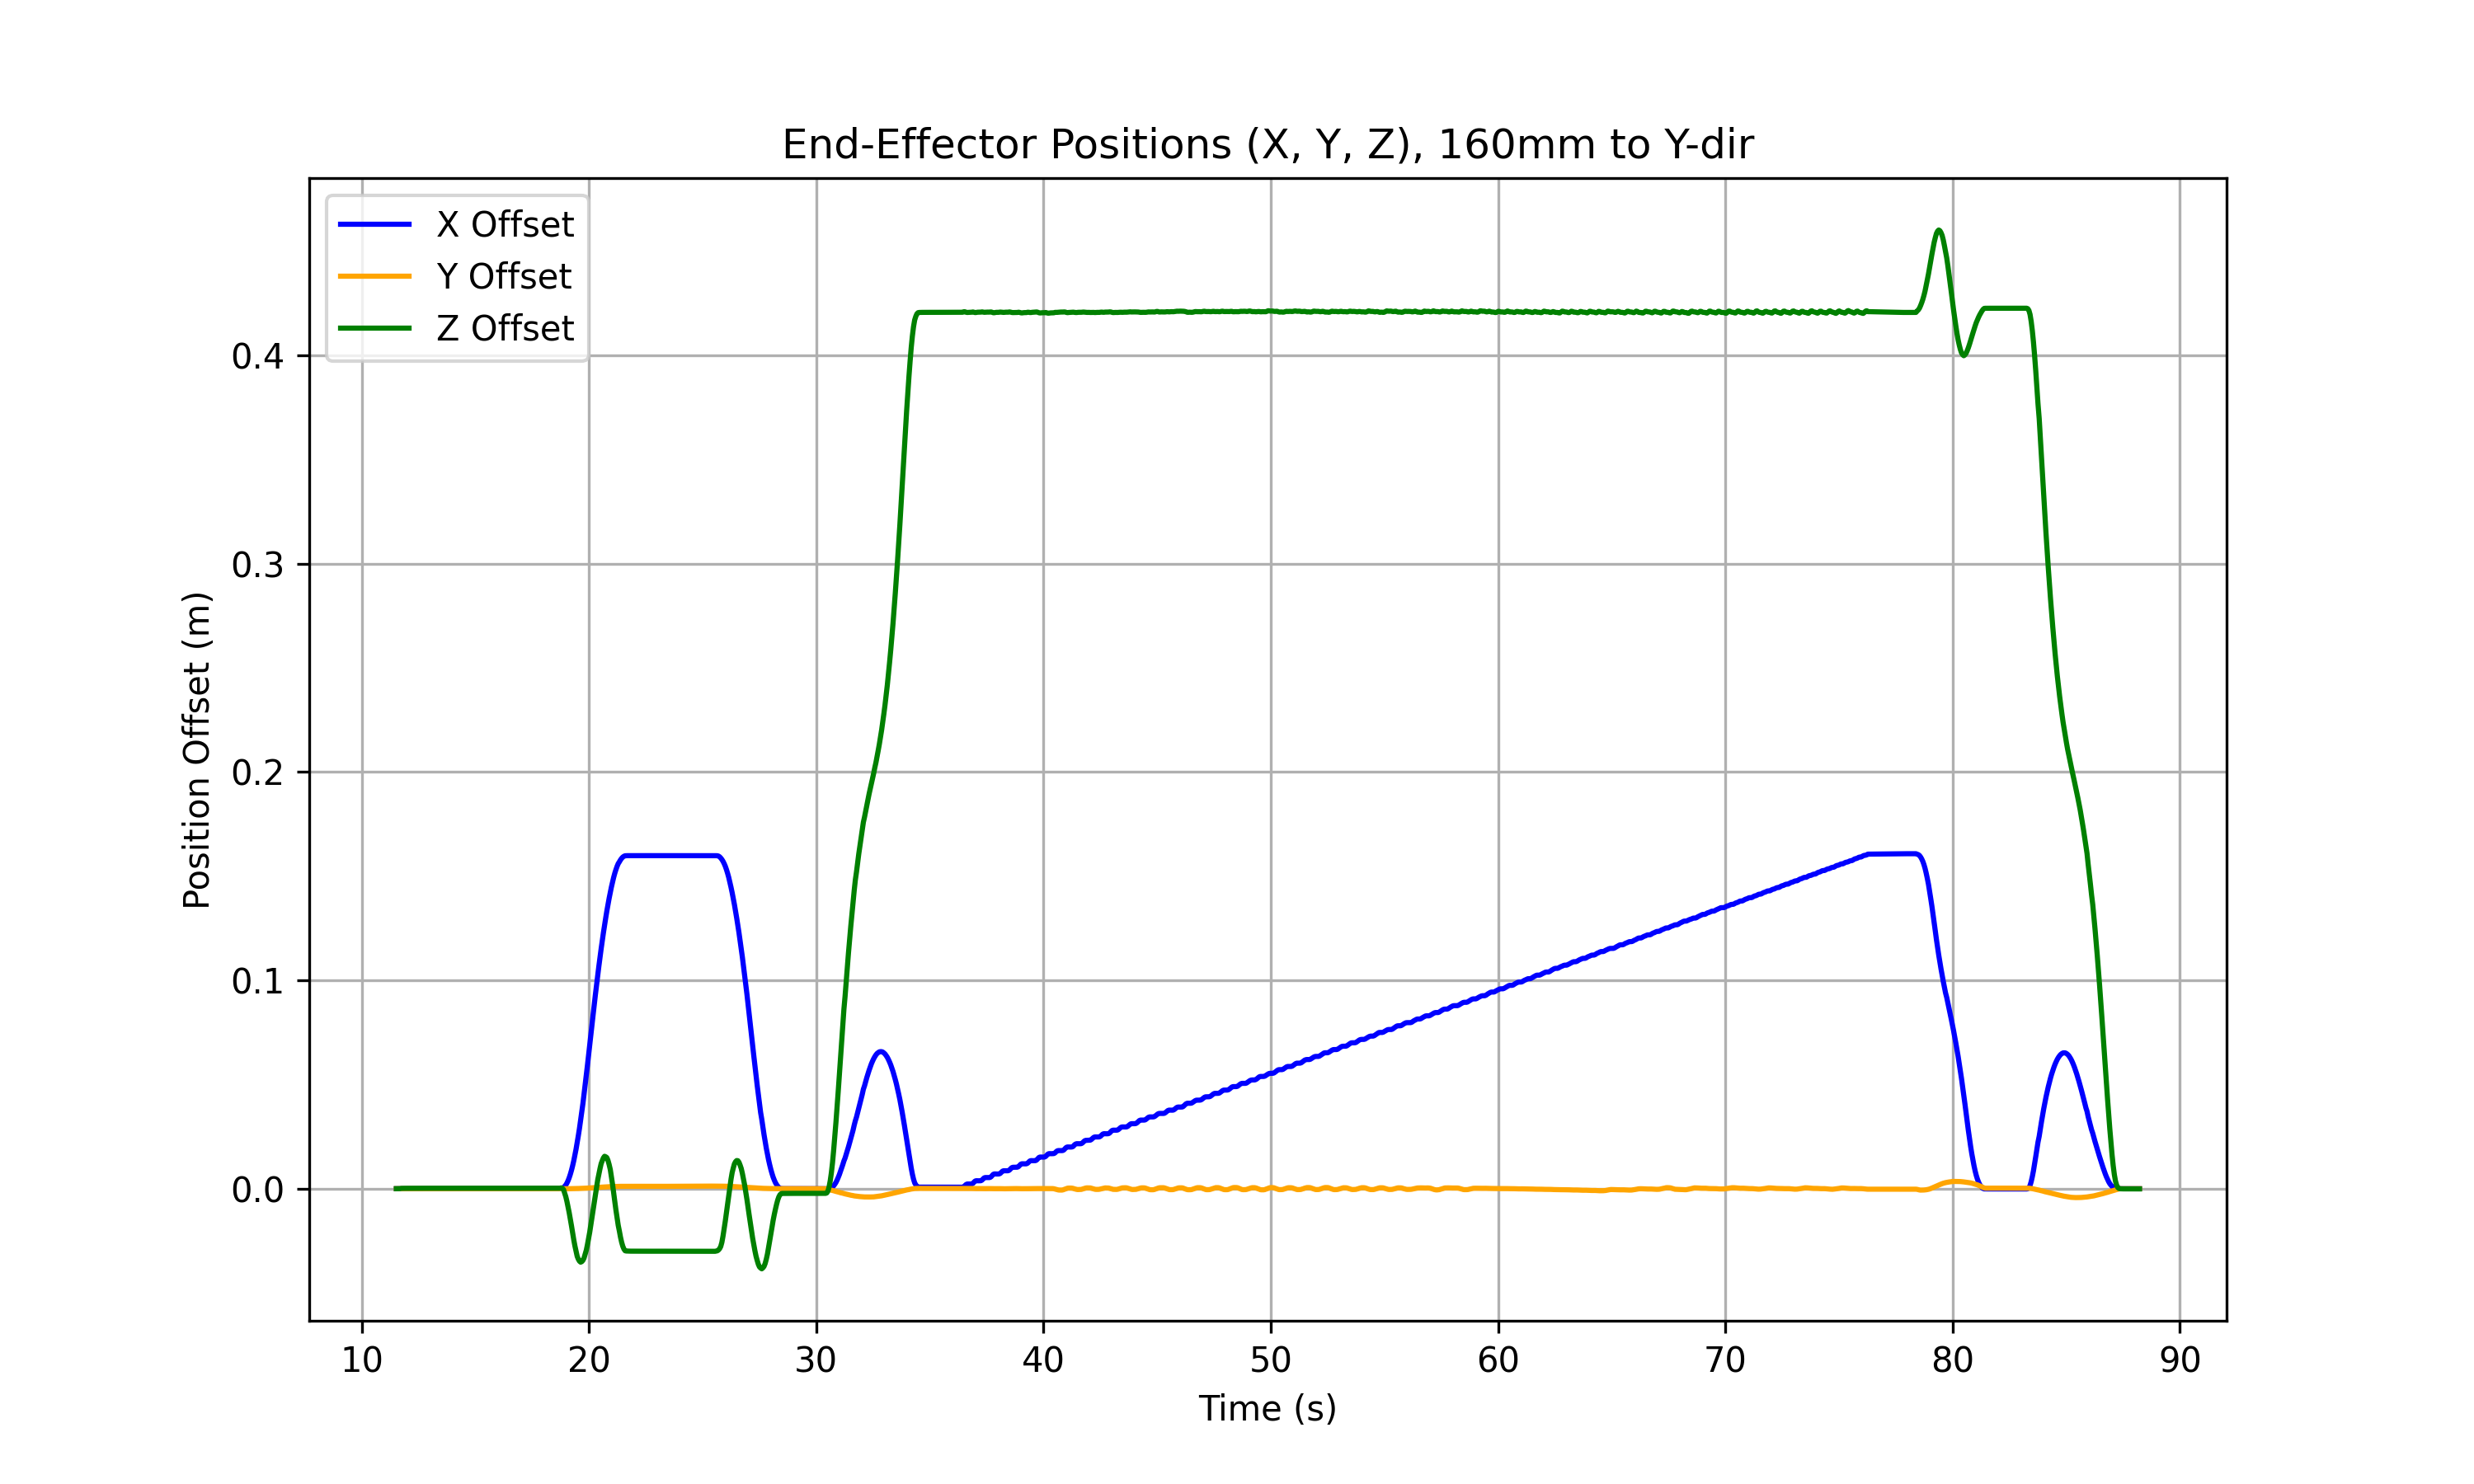 End-Effector Positions (X, Y, Z), 160mm to Y-dir
X Offset
Y Offset
Z Offset
Position Offset (m)
0.4
0.3
0.2
0.1
0.0
10 20 30 40 50 60 70 80 90
Time (s)